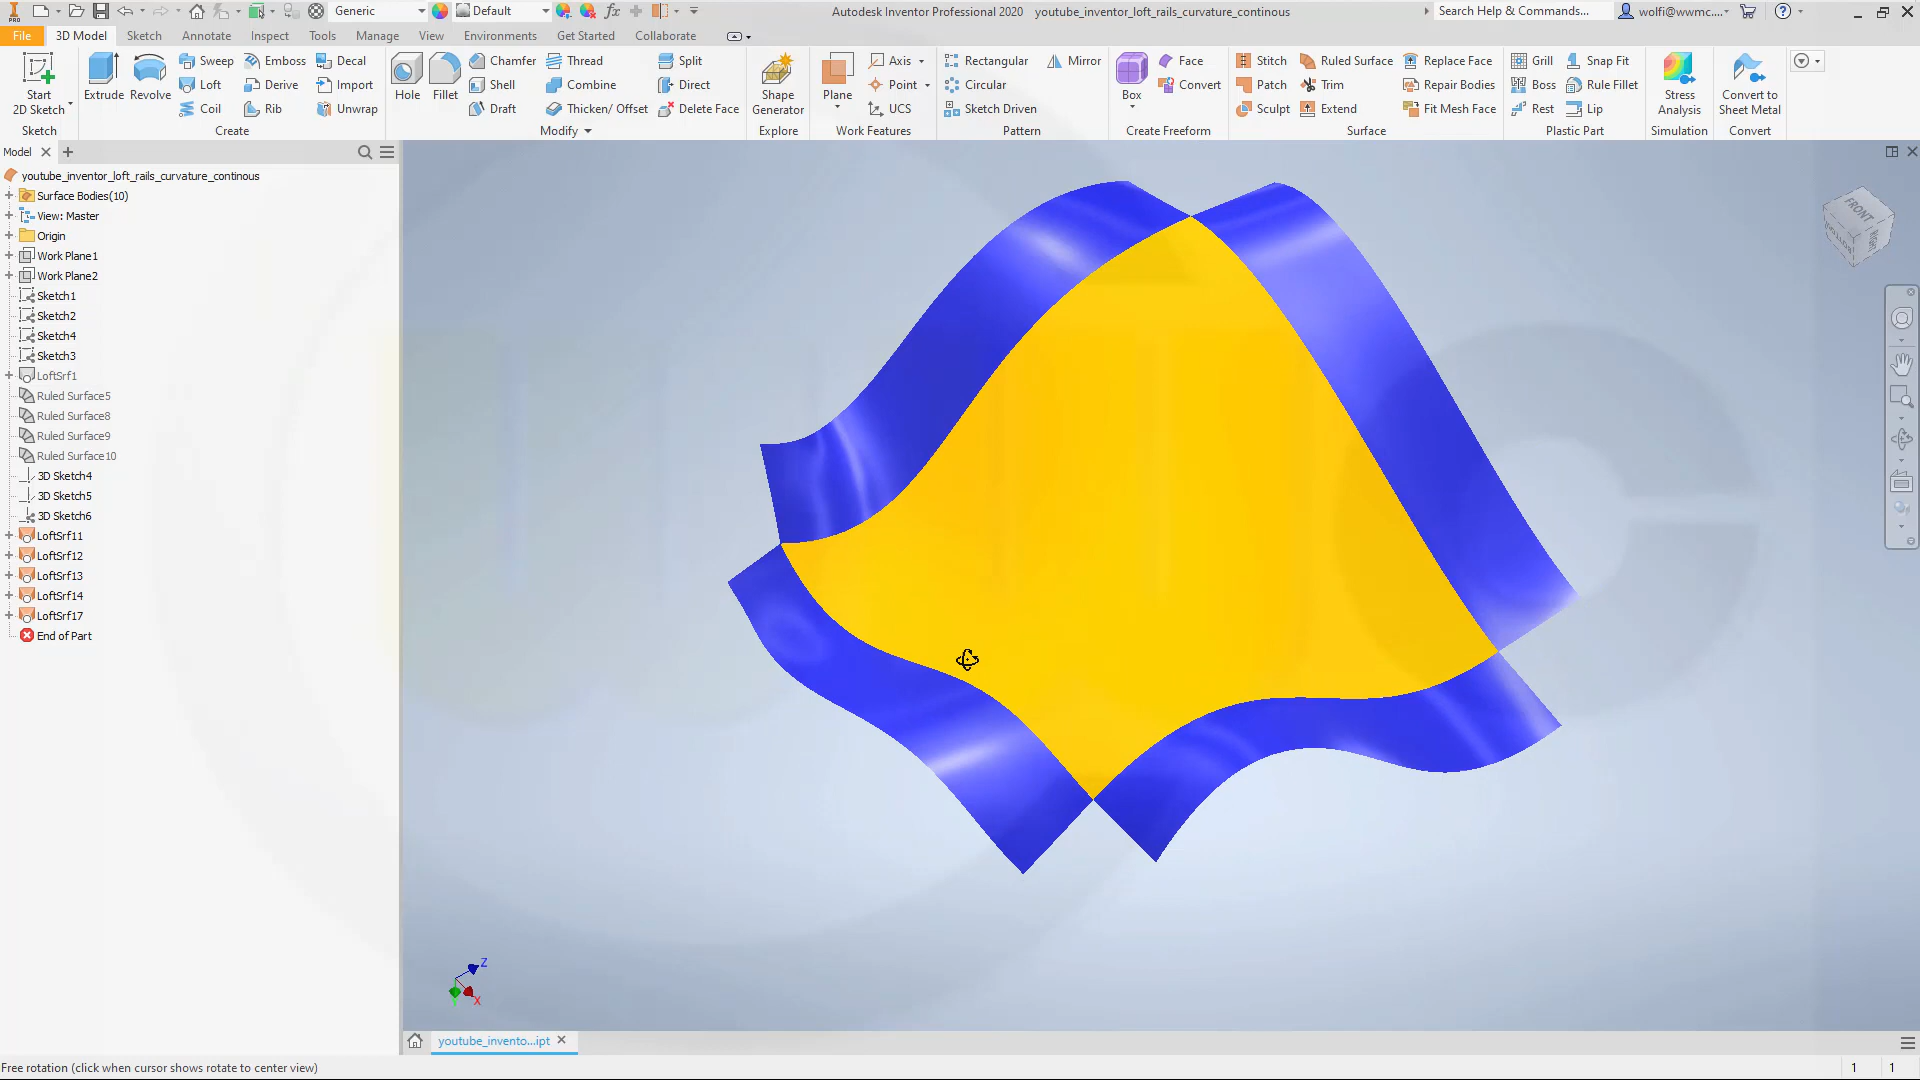 Generic
Default
fx
Autodesk Inventor Professional 2020 youtube_inventor_loft_rails_curvature_continous
Search Help & Commands...
wolfi@wwmc....
File
3D Model
Sketch
Annotate
Inspect
Tools
Manage
View
Environments
Get Started
Collaborate
Start
2D Sketch
Sketch
Extrude
Revolve
Sweep
Loft
Coil
Emboss
Derive
Rib
Decal
Import
Unwrap
Create
Hole
Fillet
Chamfer
Shell
Draft
Thread
Combine
Thicken/ Offset
Split
Direct
Delete Face
Modify
Shape
Generator
Explore
Plane
Axis
Point
UCS
Work Features
Rectangular
Circular
Sketch Driven
Mirror
Pattern
Box
Face
Convert
Create Freeform
Stitch
Patch
Sculpt
Ruled Surface
Trim
Extend
Replace Face
Repair Bodies
Fit Mesh Face
Surface
Grill
Boss
Rest
Snap Fit
Rule Fillet
Lip
Plastic Part
Stress
Analysis
Simulation
Convert to
Sheet Metal
Convert
Model
youtube_inventor_loft_rails_curvature_continous
Surface Bodies(10)
View: Master
Origin
Work Plane1
Work Plane2
Sketch1
Sketch2
Sketch4
Sketch3
LoftSrf1
Ruled Surface5
Ruled Surface8
Ruled Surface9
Ruled Surface10
3D Sketch4
3D Sketch5
3D Sketch6
LoftSrf11
LoftSrf12
LoftSrf13
LoftSrf14
LoftSrf17
End of Part
FRONT
RIGHT
BOTTOM
Z
X
Y
youtube_invento...ipt
Free rotation (click when cursor shows rotate to center view)
1
1